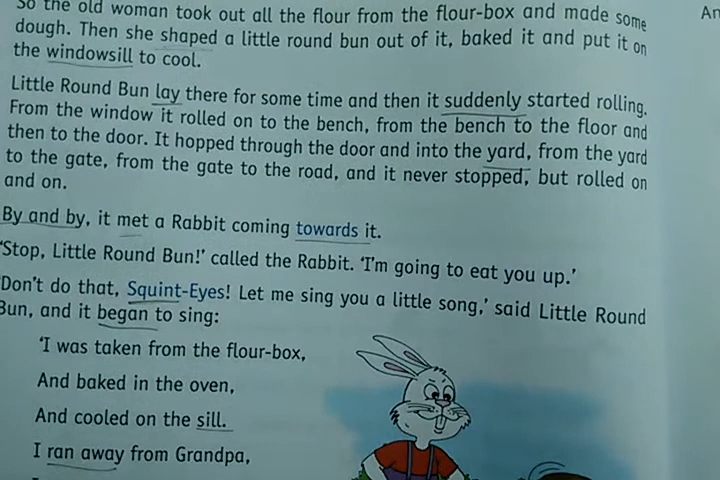 So the old woman took out all the flour from the flour-box and made some
dough. Then she shaped a little round bun out of it, baked it and put it on
the windowsill to cool.
Little Round Bun lay there for some time and then it suddenly started rolling.
From the window it rolled on to the bench, from the bench to the floor and
then to the door. It hopped through the door and into the yard, from the yard
to the gate, from the gate to the road, and it never stopped, but rolled on
and on.
By and by, it met a Rabbit coming towards it.
‘Stop, Little Round Bun!’ called the Rabbit. ‘I’m going to eat you up.’
‘Don’t do that, Squint-Eyes! Let me sing you a little song,’ said Little Round
Bun, and it began to sing:
‘I was taken from the flour-box,
And baked in the oven,
And cooled on the sill.
I ran away from Grandpa,